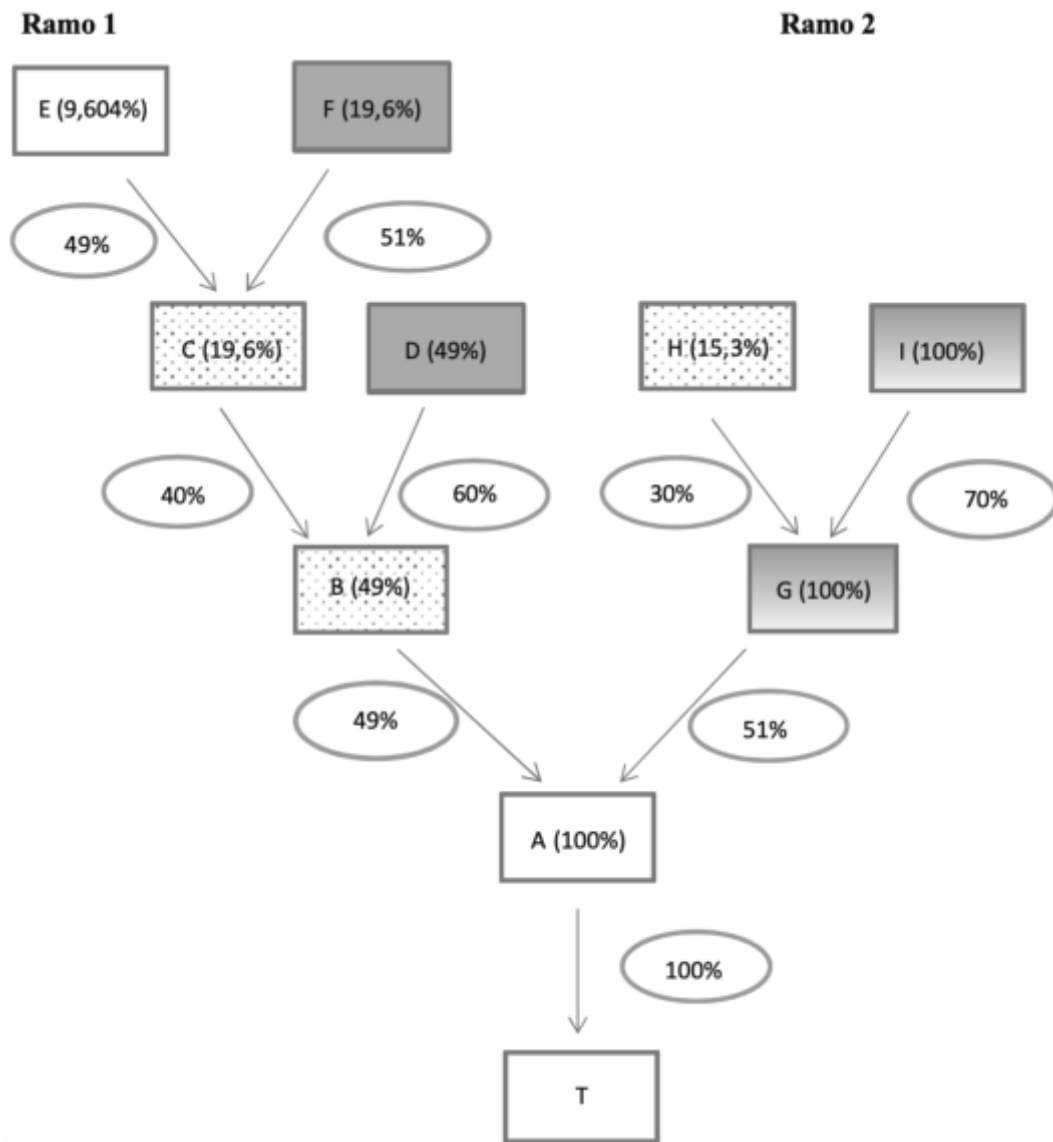 Ramo 1
Ramo 2
E (9,604%)
F (19,6%)
49%
51%
C (19,6%)
D (49%)
H (15,3%)
I (100%)
40%
60%
30%
70%
B (49%)
G (100%)
49%
51%
A (100%)
100%
T